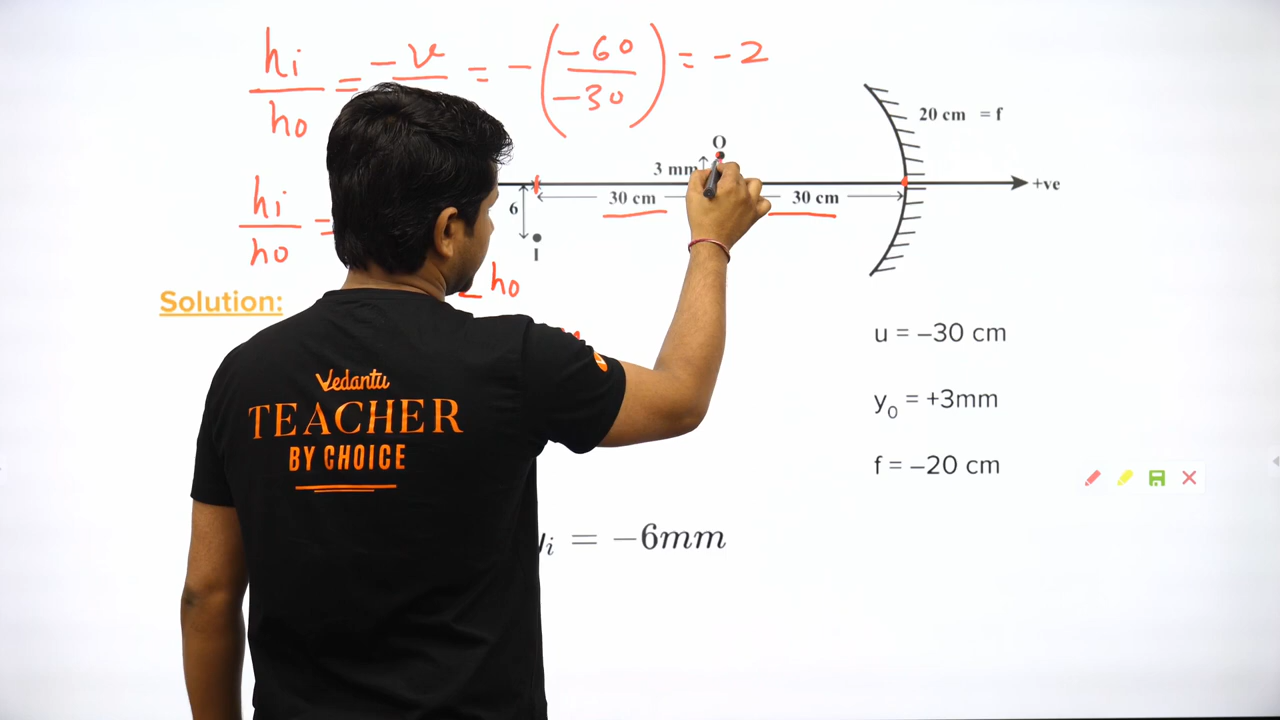 hi/ho = -v = -(-60/-30) = -2
20 cm = f
O
3 mm
+ve
30 cm
30 cm
6
I
hi/ho =
ho
Solution:
u = –30 cm
y₀ = +3mm
f = –20 cm
Vedantu
TEACHER
BY CHOICE
i = −6mm